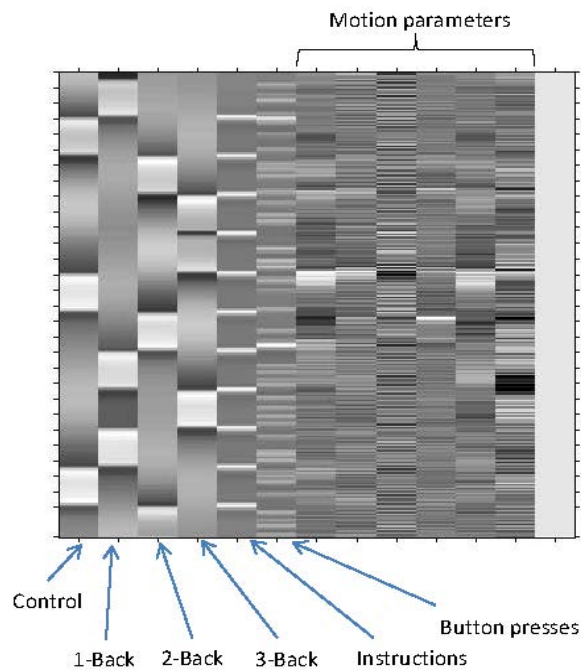 Motion parameters
Control
1-Back
2-Back
3-Back
Instructions
Button presses